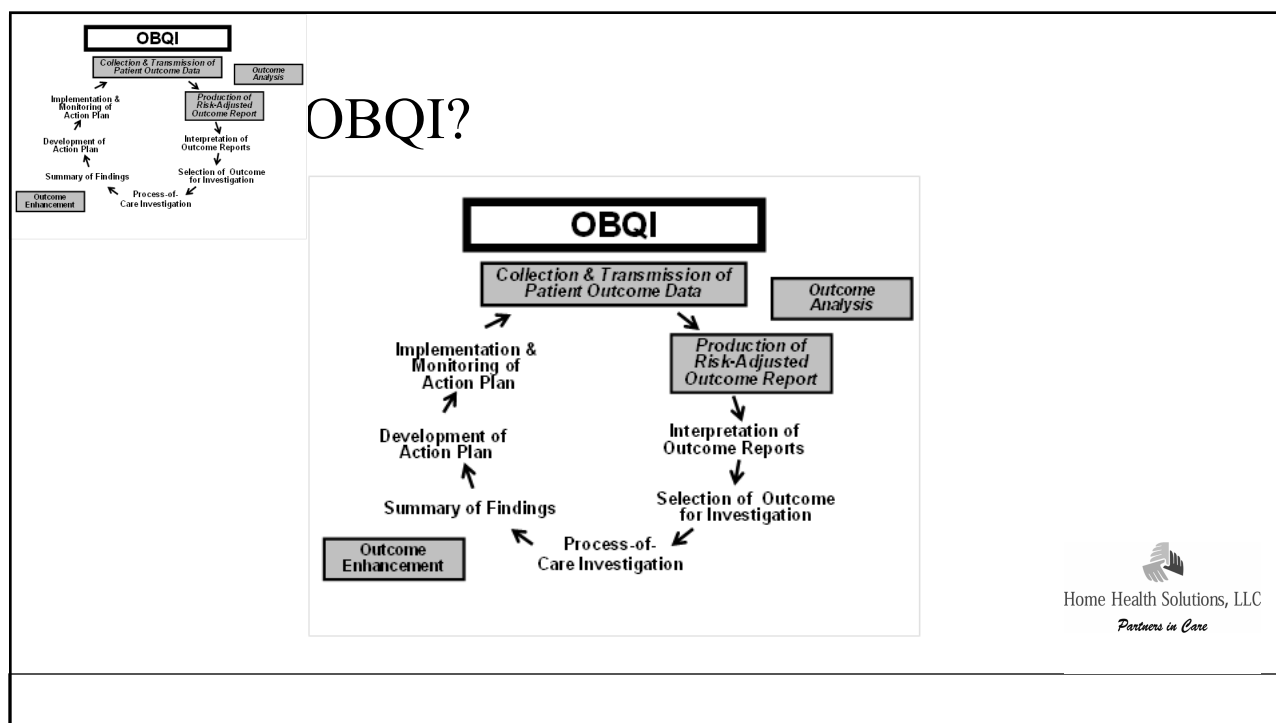 OBQI
Collection & Transmission of
Patient Outcome Data
Outcome
Analysis
Production of
Risk-Adjusted
Outcome Report
Interpretation of
Outcome Reports
Selection of Outcome
for Investigation
Process-of-
Care Investigation
Summary of Findings
Development of
Action Plan
Implementation &
Monitoring of
Action Plan
Outcome
Enhancement
OBQI?
OBQI
Collection & Transmission of
Patient Outcome Data
Outcome
Analysis
Production of
Risk-Adjusted
Outcome Report
Interpretation of
Outcome Reports
Selection of Outcome
for Investigation
Process-of-
Care Investigation
Summary of Findings
Development of
Action Plan
Implementation &
Monitoring of
Action Plan
Outcome
Enhancement
Home Health Solutions, LLC
Partners in Care